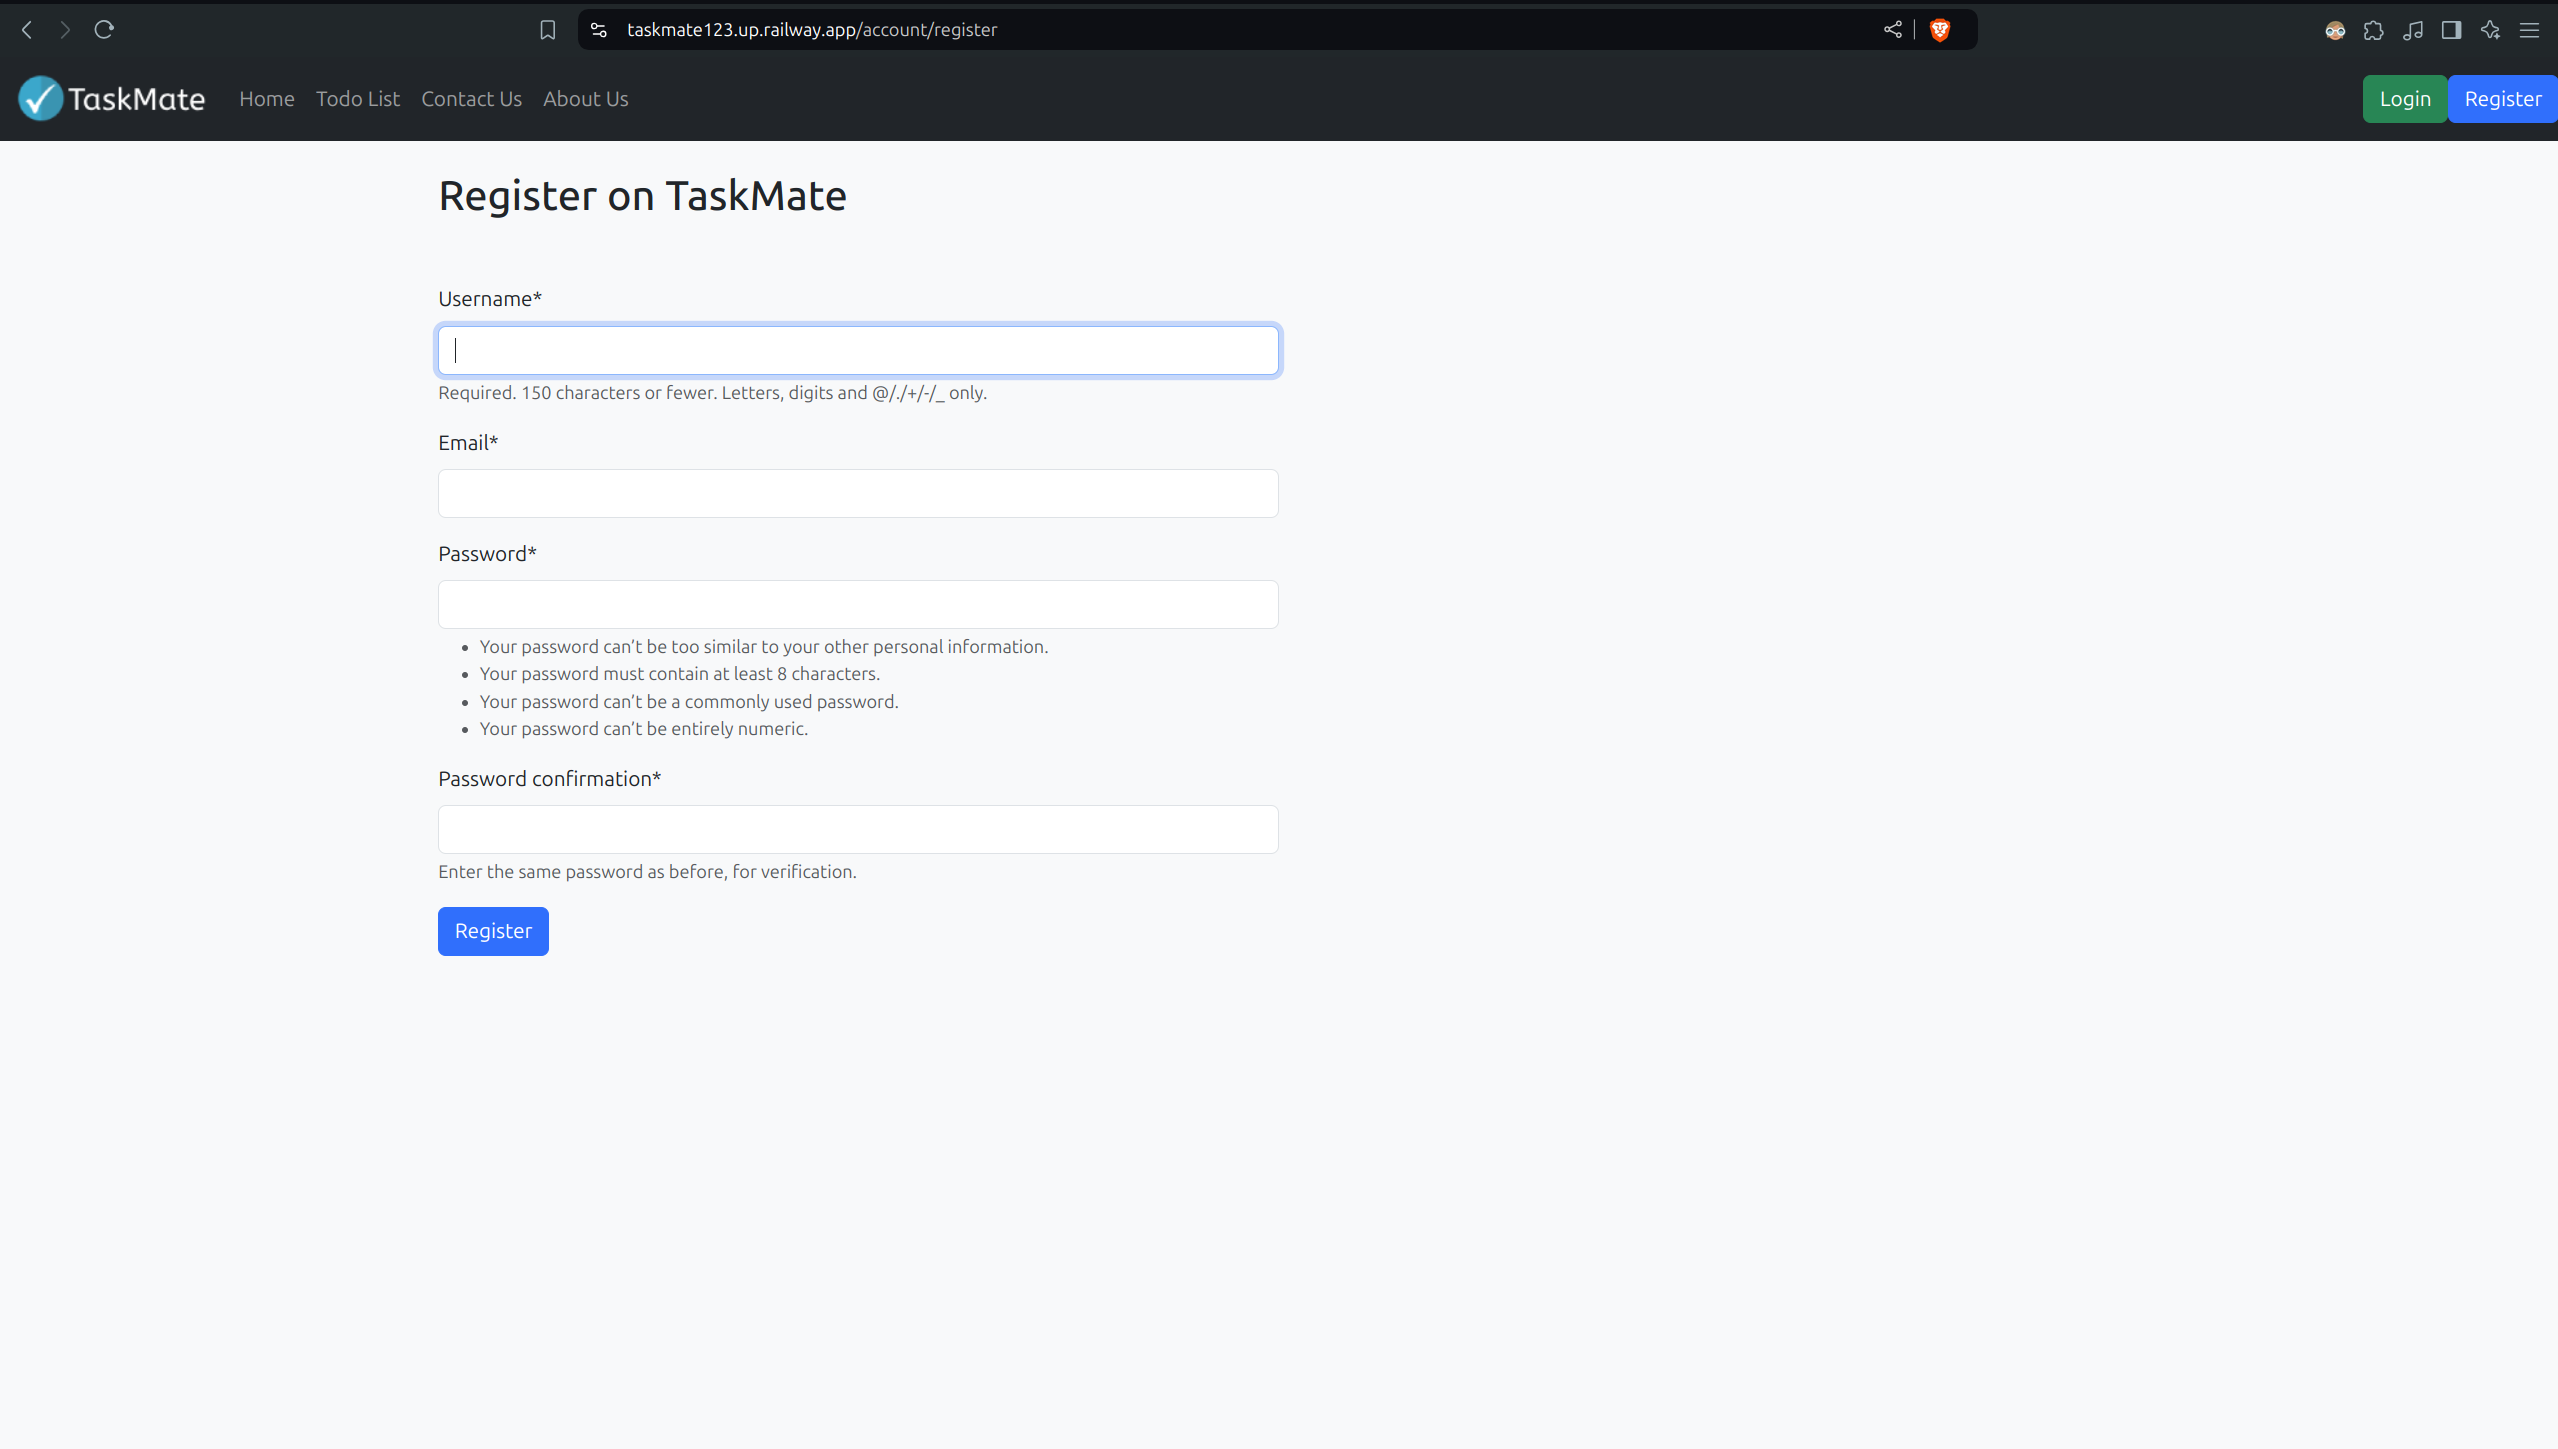 taskmate123.up.railway.app/account/register
TaskMate Home Todo List Contact Us About Us Login Register
Register on TaskMate
Username*
Required. 150 characters or fewer. Letters, digits and @/./+/-/_ only.
Email*
Password*
• Your password can’t be too similar to your other personal information.
• Your password must contain at least 8 characters.
• Your password can’t be a commonly used password.
• Your password can’t be entirely numeric.
Password confirmation*
Enter the same password as before, for verification.
Register